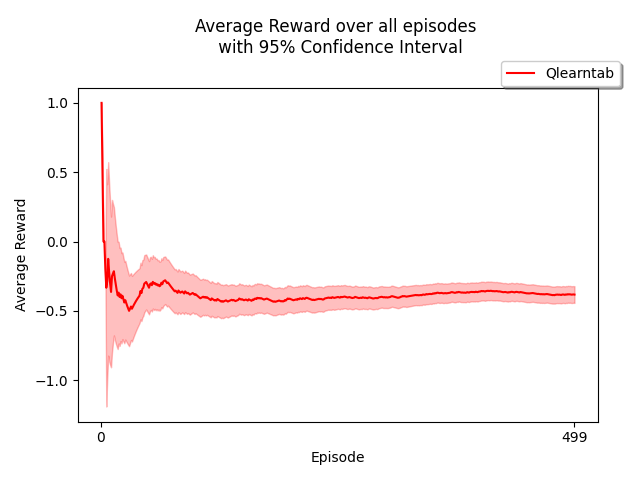 Average Reward over all episodes
with 95% Confidence Interval
Qlearntab
1.0
0.5
0.0
−0.5
−1.0
Average Reward
0
499
Episode